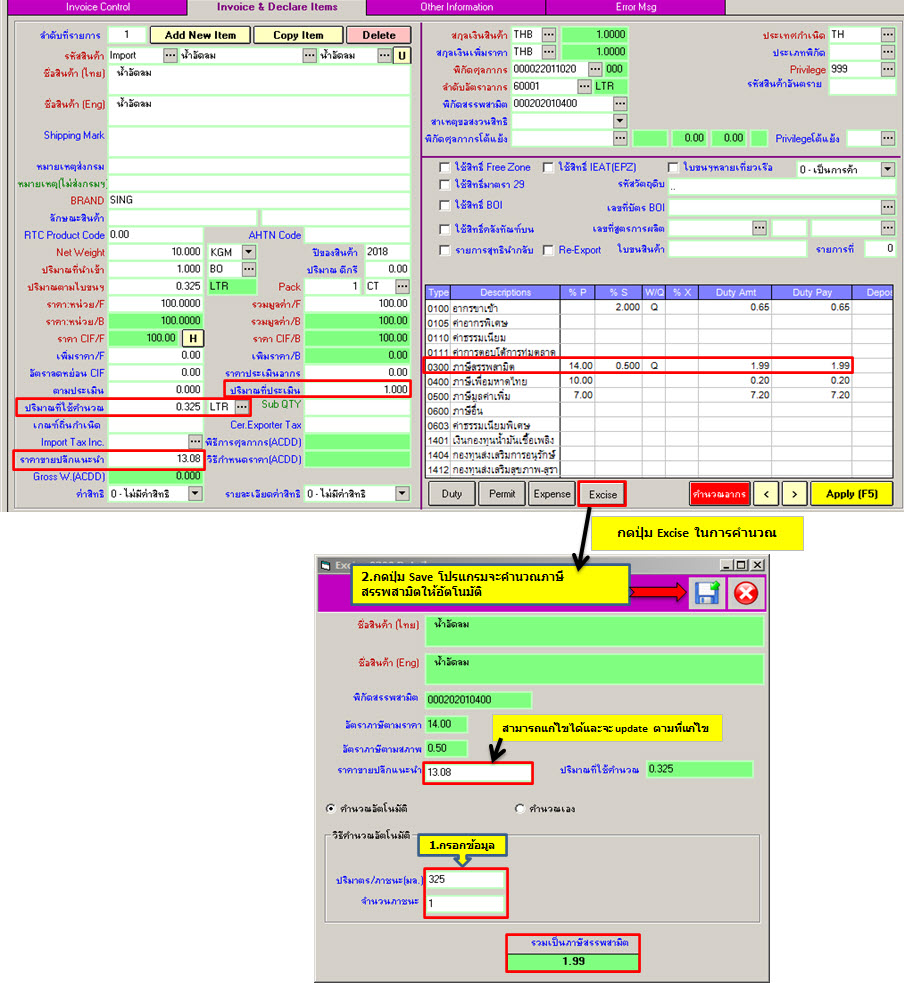 Invoice Control
Invoice & Declare Items
Other Information
Error Msg
ลำดับที่รายการ 1 Add New Item Copy Item Delete
รหัสสินค้า Import ... น้ำอัดลม ... น้ำอัดลม ... U
ชื่อสินค้า (ไทย) น้ำอัดลม
ชื่อสินค้า (Eng) น้ำอัดลม
Shipping Mark
หมายเหตุส่งกรม
หมายเหตุ(ไม่ส่งกรมฯ
BRAND SING
ลักษณะสินค้า
RTC Product Code 0.00 AHTN Code
Net Weight 10.000 KGM ปีของสินค้า 2018
ปริมาณที่นำเข้า 1.000 BO ... ปริมาณ ดีกรี 0.00
ปริมาณตามใบขนฯ 0.325 LTR Pack 1 CT ...
ราคา:หน่วย/F 100.0000 รวมมูลค่า/F 100.00
ราคา:หน่วย/B 100.0000 รวมมูลค่า/B 100.00
ราคา CIF/F 100.00 H ราคา CIF/B 100.00
เพิ่มราคา/F 0.00 เพิ่มราคา/B 0.00
อัตราลดหย่อน CIF 0.00 ราคาประเมินอากร 0.00
ตามประเมิน 0.000 ปริมาณที่ประเมิน 1.000
ปริมาณที่ใช้คำนวณ 0.325 LTR ... Sub QTY
เกณฑ์ถิ่นกำเนิด Cer.Exporter Tax
Import Tax Inc. ... พิธีการศุลกากร(ACDD)
ราคาขายปลีกแนะนำ 13.08 วิธีกำหนดราคา(ACDD)
Gross W.(ACDD) 0.000
ค่าสิทธิ 0 - ไม่มีค่าสิทธิ รายละเอียดค่าสิทธิ 0 - ไม่มีค่าสิทธิ
สกุลเงินสินค้า THB ... 1.0000 ประเทศกำเนิด TH ...
สกุลเงินเพิ่มราคา THB ... 1.0000 ประเภทพิกัด ...
พิกัดศุลกากร 000022011020 ... 000 Privilege 999 ...
ลำดับอัตราอากร 60001 ... LTR รหัสสินค้าอันตราย
พิกัดสรรพสามิต 000202010400 ...
สาเหตุขอสงวนสิทธิ
พิกัดศุลกากรโต้แย้ง ... 0.00 0.00 Privilegeโต้แย้ง ...
ใช้สิทธิ์ Free Zone ใช้สิทธิ์ IEAT(EPZ) ใบขนฯหลายเที่ยวเรือ 0 - เป็นการค้า
ใช้สิทธิ์มาตรา 29 รหัสวัตถุดิบ ..
ใช้สิทธิ์ BOI เลขที่บัตร BOI ...
ใช้สิทธิ์คลังทัณฑ์บน เลขที่สูตรการผลิต ... ...
รายการสุทธินำกลับ Re-Export ใบขนสินค้า รายการที่ 0
Type Descriptions % P % S W/Q % X Duty Amt Duty Pay Depo
0100 อากรขาเข้า 2.000 Q 0.65 0.65
0105 ค่าอากรพิเศษ
0110 ค่าธรรมเนียม
0111 ค่าการตอบโต้การทุ่มตลาด
0300 ภาษีสรรพสามิต 14.00 0.500 Q 1.99 1.99
0400 ภาษีเพื่อมหาดไทย 10.00 0.20 0.20
0500 ภาษีมูลค่าเพิ่ม 7.00 7.20 7.20
0600 ภาษีอื่น
0603 ค่าธรรมเนียมพิเศษ
1401 เงินกองทุนน้ำมันเชื้อเพลิง
1404 กองทุนส่งเสริมการอนุรักษ์
1412 กองทุนส่งเสริมสุขภาพ-สุรา
Duty Permit Expense Excise คำนวณอากร < > Apply (F5)
กดปุ่ม Excise ในการคำนวณ
2.กดปุ่ม Save โปรแกรมจะคำนวณภาษี
สรรพสามิตให้อัตโนมัติ
ชื่อสินค้า (ไทย) น้ำอัดลม
ชื่อสินค้า (Eng) น้ำอัดลม
พิกัดสรรพสามิต 000202010400
อัตราภาษีตามราคา 14.00
สามารถแก้ไขได้และจะ update ตามที่แก้ไข
อัตราภาษีตามสภาพ 0.50
ราคาขายปลีกแนะนำ 13.08 ปริมาณที่ใช้คำนวณ 0.325
คำนวณอัตโนมัติ คำนวณเอง
วิธีคำนวณอัตโนมัติ
1.กรอกข้อมูล
ปริมาตร/ภาชนะ(มล.) 325
จำนวนภาชนะ 1
รวมเป็นภาษีสรรพสามิต
1.99